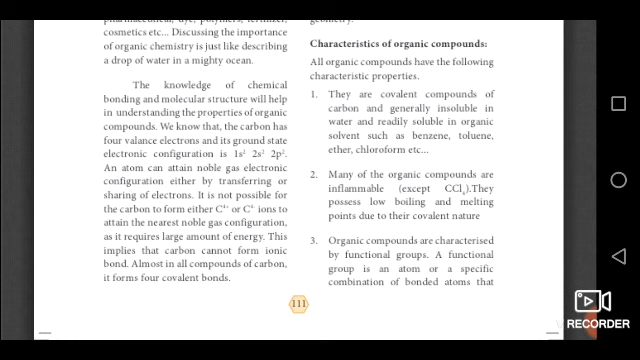 pharmaceutical, dye, polymers, fertilizer,
cosmetics etc... Discussing the importance
of organic chemistry is just like describing
a drop of water in a mighty ocean.
The knowledge of chemical
bonding and molecular structure will help
in understanding the properties of organic
compounds. We know that, the carbon has
four valance electrons and its ground state
electronic configuration is 1s² 2s² 2p².
An atom can attain noble gas electronic
configuration either by transferring or
sharing of electrons. It is not possible for
the carbon to form either C⁴⁺ or C⁴⁻ ions to
attain the nearest noble gas configuration,
as it requires large amount of energy. This
implies that carbon cannot form ionic
bond. Almost in all compounds of carbon,
it forms four covalent bonds.
geometry.
Characteristics of organic compounds:
All organic compounds have the following
characteristic properties.
1. They are covalent compounds of
carbon and generally insoluble in
water and readily soluble in organic
solvent such as benzene, toluene,
ether, chloroform etc...
2. Many of the organic compounds are
inflammable (except CCl₄).They
possess low boiling and melting
points due to their covalent nature
3. Organic compounds are characterised
by functional groups. A functional
group is an atom or a specific
combination of bonded atoms that
111
RECORDER